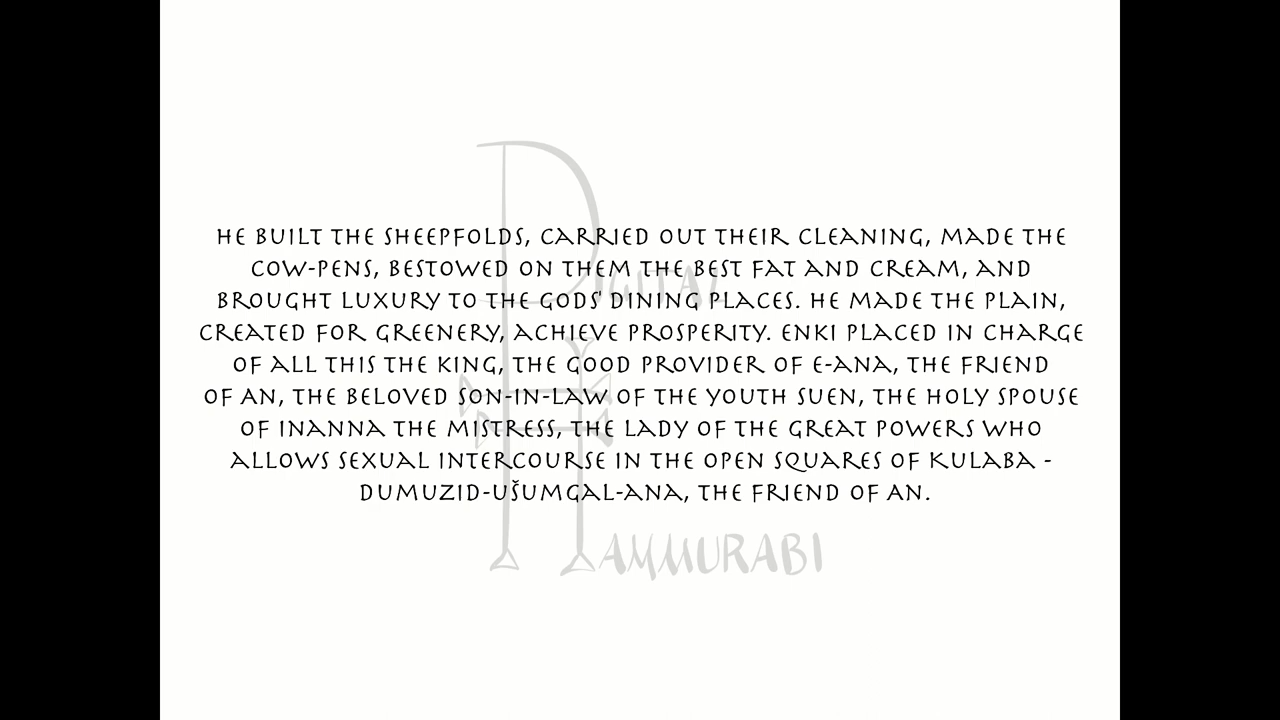 HE BUILT THE SHEEPFOLDS, CARRIED OUT THEIR CLEANING, MADE THE
COW-PENS, BESTOWED ON THEM THE BEST FAT AND CREAM, AND
BROUGHT LUXURY TO THE GODS' DINING PLACES. HE MADE THE PLAIN,
CREATED FOR GREENERY, ACHIEVE PROSPERITY. ENKI PLACED IN CHARGE
OF ALL THIS THE KING, THE GOOD PROVIDER OF E-ANA, THE FRIEND
OF AN, THE BELOVED SON-IN-LAW OF THE YOUTH SUEN, THE HOLY SPOUSE
OF INANNA THE MISTRESS, THE LADY OF THE GREAT POWERS WHO
ALLOWS SEXUAL INTERCOURSE IN THE OPEN SQUARES OF KULABA -
DUMUZID-UŠUMGAL-ANA, THE FRIEND OF AN.
DIGITAL
HAMMURABI